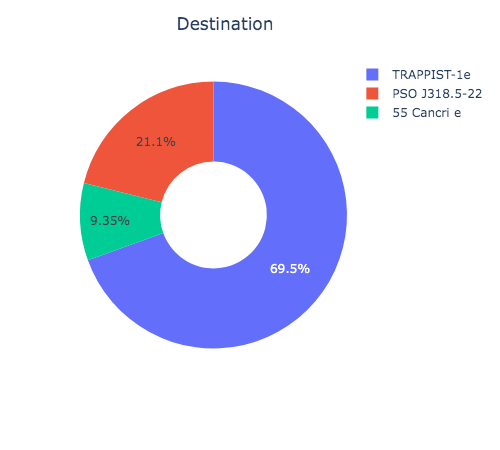 Destination
TRAPPIST-1e
PSO J318.5-22
55 Cancri e
21.1%
9.35%
69.5%